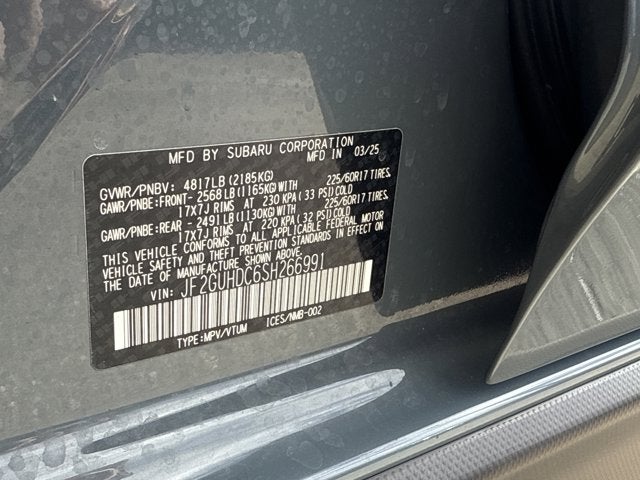 MFD BY SUBARU CORPORATION
MFD IN 03/25
GVWR/PNBV: 4817LB (2185KG)
GAWR/PNBE:FRONT- 2568LB(1165KG)WITH 225/60R17 TIRES
17X7J RIMS AT 230 KPA( 33 PSI)COLD
GAWR/PNBE:REAR - 2491LB(1130KG)WITH 225/60R17 TIRES
17X7J RIMS AT 220 KPA( 32 PSI)COLD
THIS VEHICLE CONFORMS TO ALL APPLICABLE FEDERAL MOTOR
VEHICLE SAFETY AND THEFT PREVENTION STANDARDS IN EFFECT ON
THE DATE OF MANUFACTURE SHOWN ABOVE.
VIN: JF2GUHDC6SH266991
TYPE:MPV/VTUM ICES/NMB-002